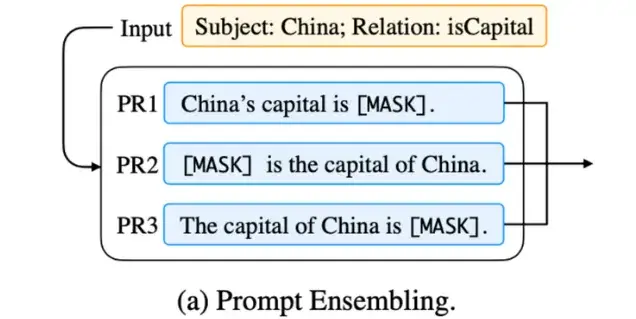 Input Subject: China; Relation: isCapital
PR1 China’s capital is [MASK].
PR2 [MASK] is the capital of China.
PR3 The capital of China is [MASK].
(a) Prompt Ensembling.